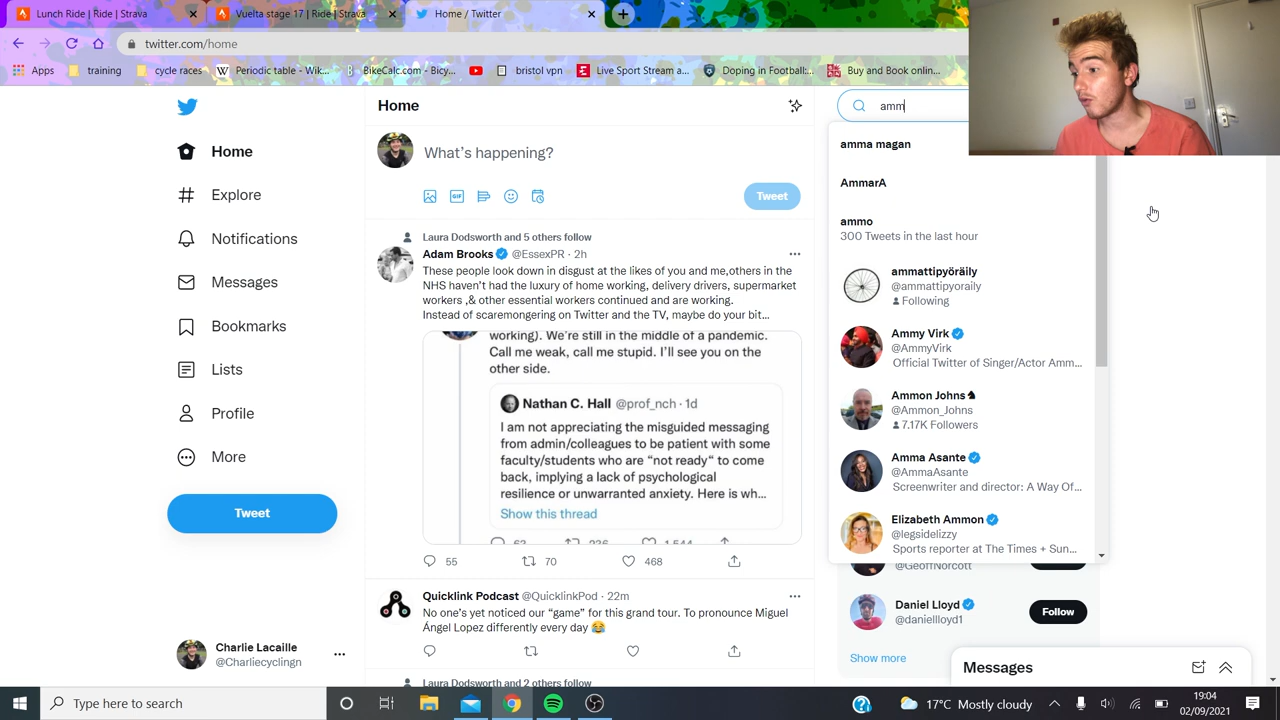 Lunch Ride | Ride | Strava
Vuelta stage 17 | Ride | Strava
Home / Twitter
twitter.com/home
Apps
training
cycle races
Periodic table - Wik...
BikeCalc.com - Bicy...
bristol vpn
Live Sport Stream a...
Doping in Football:...
Buy and Book onlin...
Home
Explore
Notifications
Messages
Bookmarks
Lists
Profile
More
Tweet
Charlie Lacaille
@Charliecyclingn
Home
What's happening?
Tweet
Laura Dodsworth and 5 others follow
Adam Brooks @EssexPR · 2h
These people look down in disgust at the likes of you and me,others in the
NHS haven't had the luxury of home working, delivery drivers, supermarket
workers ,& other essential workers continued and are working.
Instead of scaremongering on Twitter and the TV, maybe do your bit...
working). We're still in the middle of a pandemic.
Call me weak, call me stupid. I'll see you on the
other side.
Nathan C. Hall @prof_nch · 1d
I am not appreciating the misguided messaging
from admin/colleagues to be patient with some
faculty/students who are "not ready" to come
back, implying a lack of psychological
resilience or unwarranted anxiety. Here is wh...
Show this thread
63 236 1,544
55 70 468
Quicklink Podcast @QuicklinkPod · 22m
No one's yet noticed our "game" for this grand tour. To pronounce Miguel
Ángel Lopez differently every day 😂
Laura Dodsworth and 2 others follow
amm
amma magan
AmmarA
ammo
300 Tweets in the last hour
ammattipyöräily
@ammattipyoraily
Following
Ammy Virk
@AmmyVirk
Official Twitter of Singer/Actor Amm...
Ammon Johns
@Ammon_Johns
7.17K Followers
Amma Asante
@AmmaAsante
Screenwriter and director: A Way Of...
Elizabeth Ammon
@legsidelizzy
Sports reporter at The Times + Sun...
@GeoffNorcott
Daniel Lloyd
@daniellloyd1
Follow
Show more
Messages
Type here to search
17°C Mostly cloudy
19:04
02/09/2021